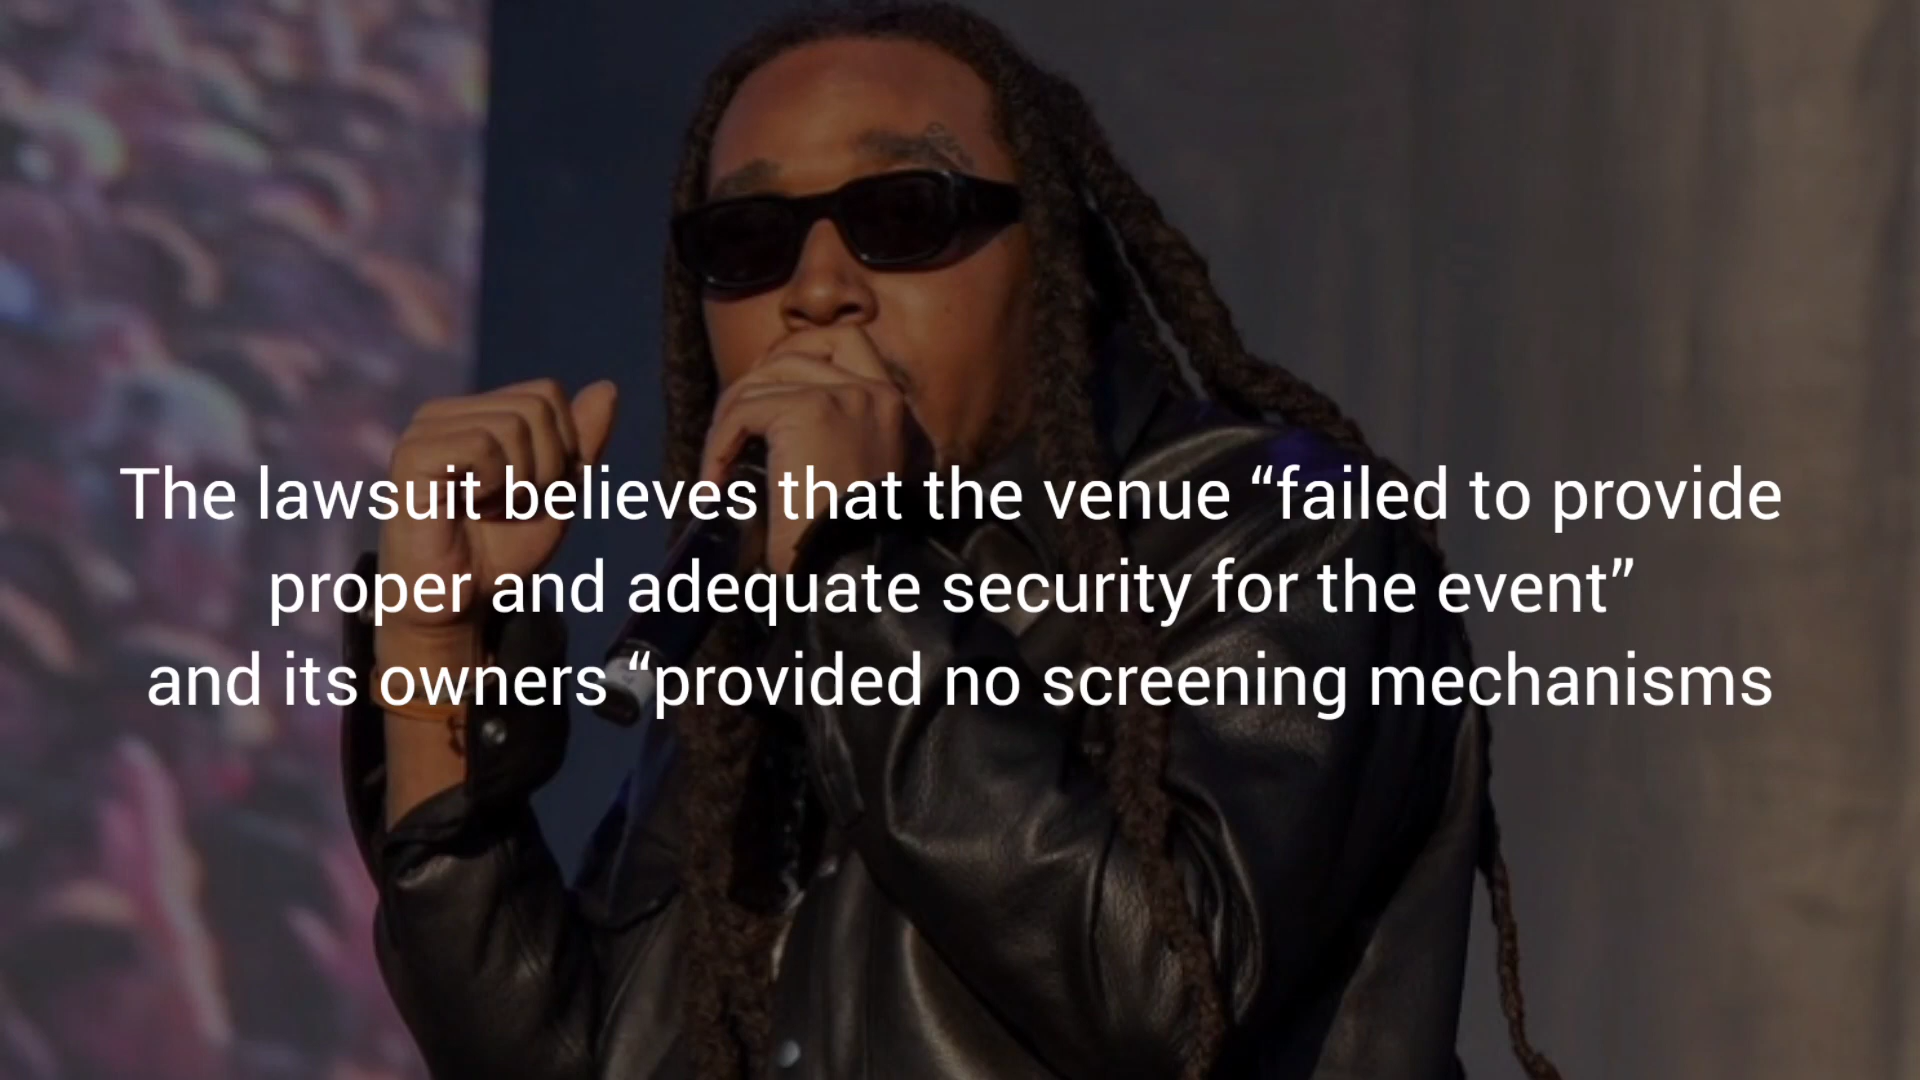 The lawsuit believes that the venue “failed to provide
proper and adequate security for the event”
and its owners “provided no screening mechanisms